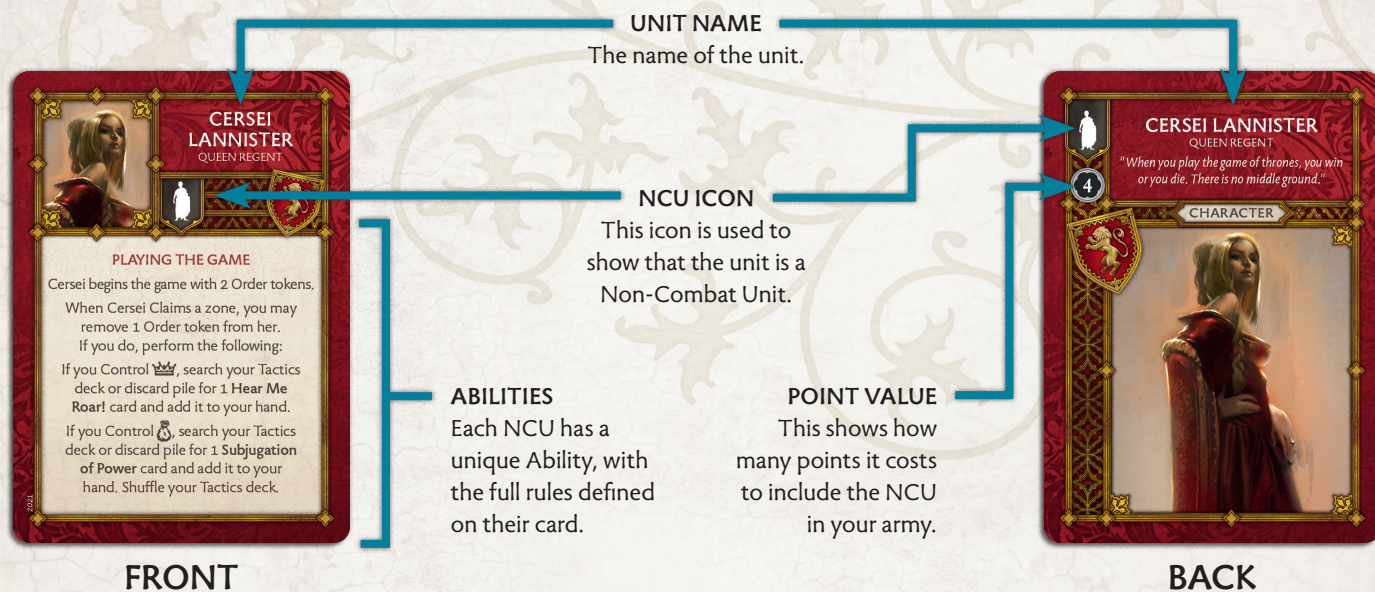 UNIT NAME
The name of the unit.
CERSEI
LANNISTER
QUEEN REGENT
PLAYING THE GAME
Cersei begins the game with 2 Order tokens.
When Cersei Claims a zone, you may
remove 1 Order token from her.
If you do, perform the following:
If you Control , search your Tactics
deck or discard pile for 1 Hear Me
Roar! card and add it to your hand.
If you Control , search your Tactics
deck or discard pile for 1 Subjugation
of Power card and add it to your
hand. Shuffle your Tactics deck.
2021
FRONT
NCU ICON
This icon is used to
show that the unit is a
Non-Combat Unit.
ABILITIES
Each NCU has a
unique Ability, with
the full rules defined
on their card.
POINT VALUE
This shows how
many points it costs
to include the NCU
in your army.
CERSEI LANNISTER
QUEEN REGENT
"When you play the game of thrones, you win
or you die. There is no middle ground."
4
CHARACTER
BACK